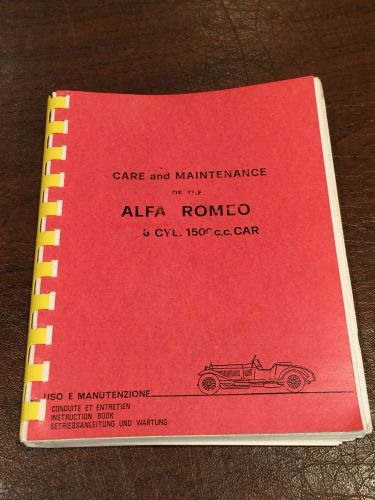 CARE and MAINTENANCE
OF THE
ALFA ROMEO
6 CYL. 1500 c.c. CAR
USO E MANUTENZIONE
CONDUITE ET ENTRETIEN
INSTRUCTION BOOK
BETRIEBSANLEITUNG UND WARTUNG